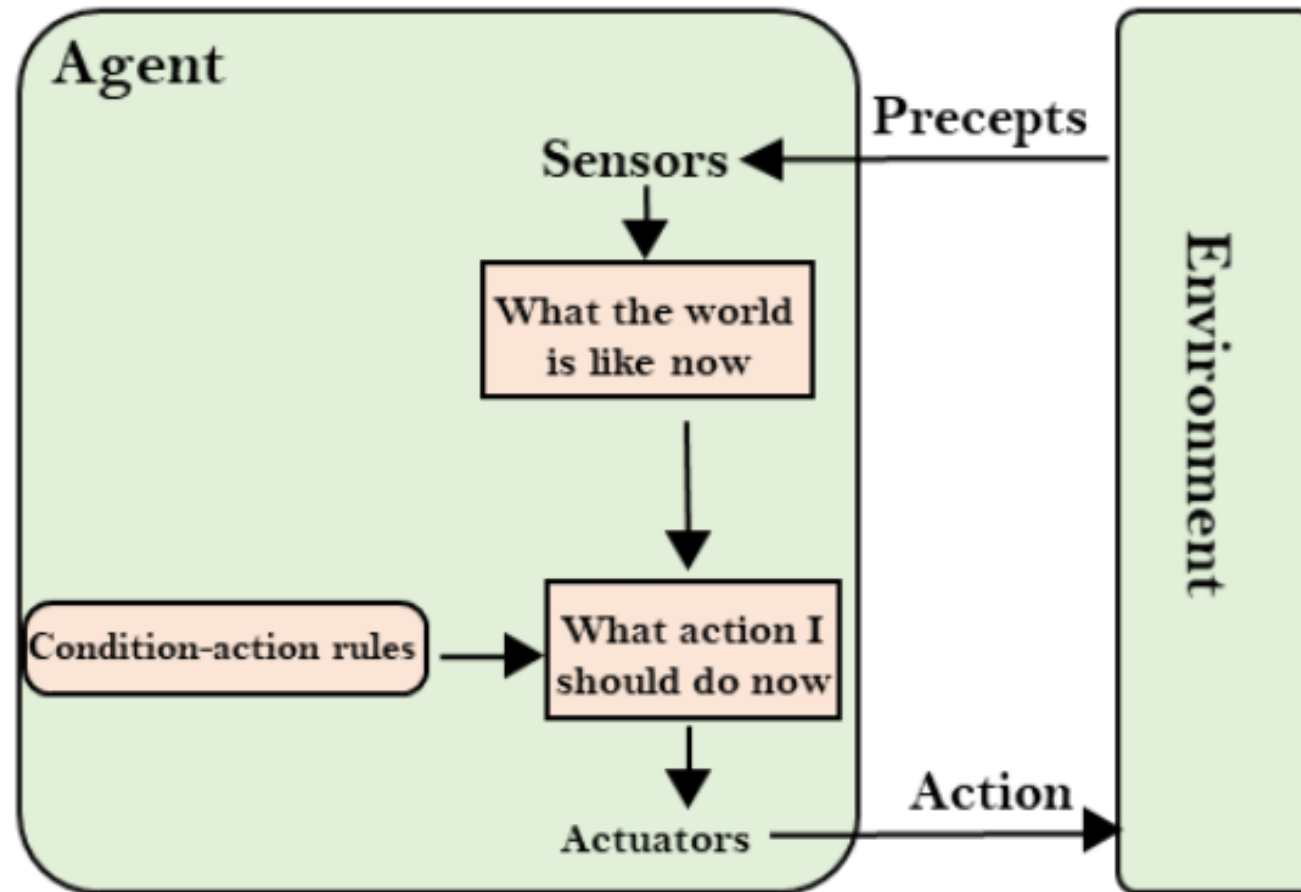 Agent
Precepts
Sensors
What the world
is like now
Environment
Condition-action rules
What action I
should do now
Action
Actuators